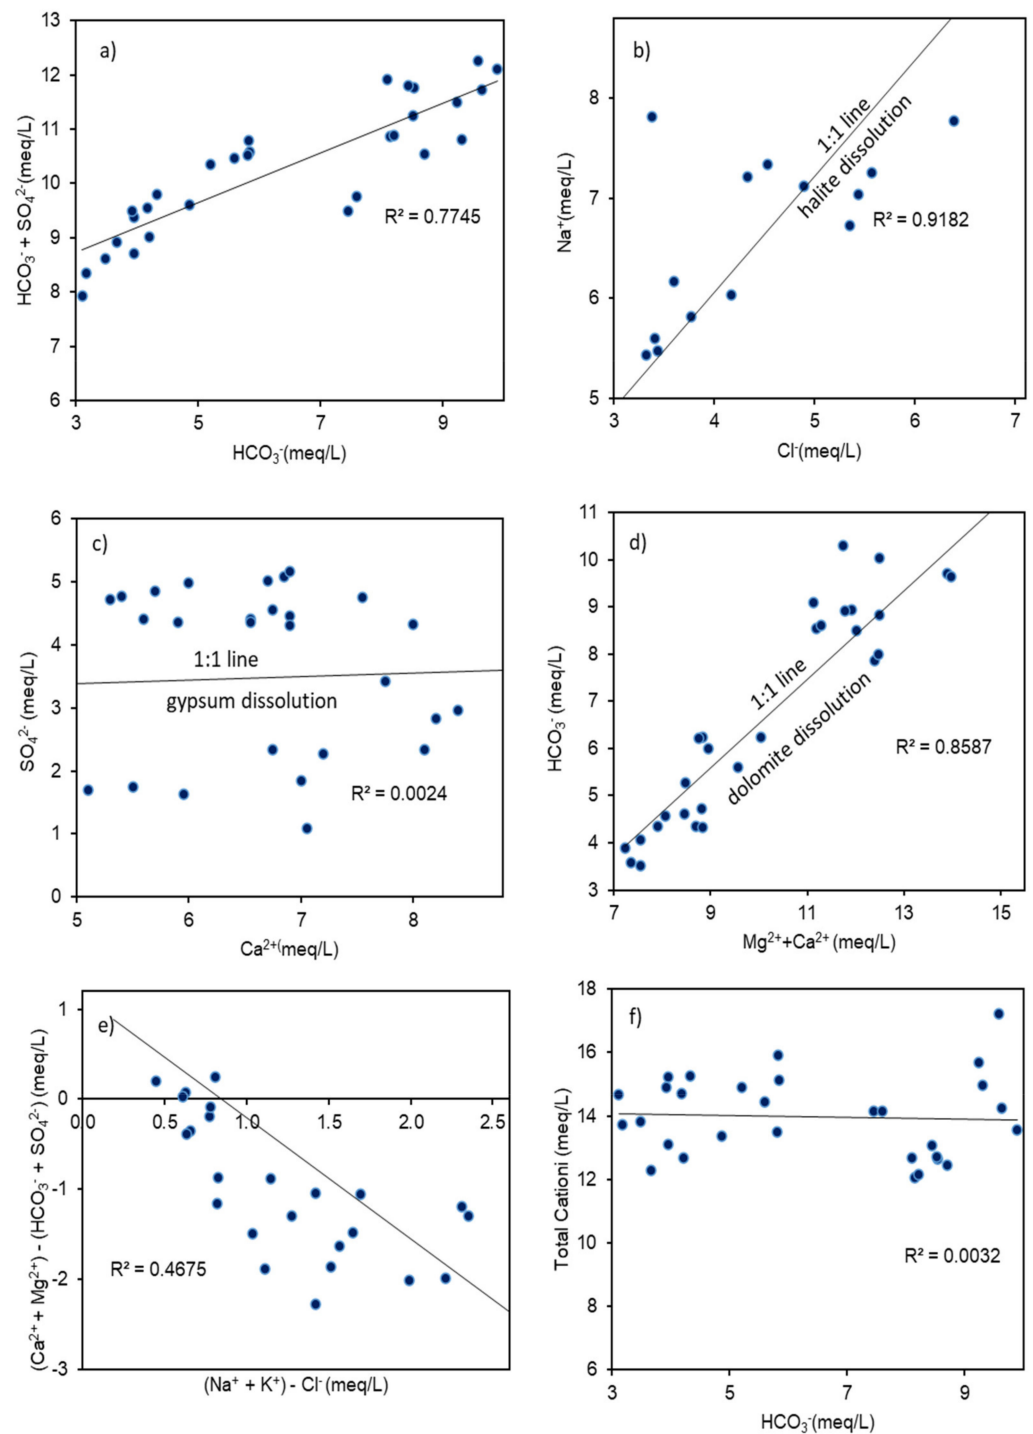 a)
13
12
11
10
9
8
7
6
3
5
7
9
HCO₃⁻ + SO₄²⁻ (meq/L)
HCO₃⁻(meq/L)
R² = 0.7745
b)
8
7
6
5
3
4
5
6
7
Na⁺(meq/L)
Cl⁻(meq/L)
1:1 line
halite dissolution
R² = 0.9182
c)
6
5
4
3
2
1
0
5
6
7
8
SO₄²⁻ (meq/L)
Ca²⁺⁽meq/L)
1:1 line
gypsum dissolution
R² = 0.0024
d)
11
10
9
8
7
6
5
4
3
7
9
11
13
15
HCO₃⁻ (meq/L)
Mg²⁺+Ca²⁺ (meq/L)
1:1 line
dolomite dissolution
R² = 0.8587
e)
1
0
-1
-2
-3
0.0
0.5
1.0
1.5
2.0
2.5
(Ca²⁺ + Mg²⁺) - (HCO₃⁻ + SO₄²⁻) (meq/L)
(Na⁺ + K⁺) - Cl⁻ (meq/L)
R² = 0.4675
f)
18
16
14
12
10
8
6
3
5
7
9
Total Cationi (meq/L)
HCO₃⁻(meq/L)
R² = 0.0032